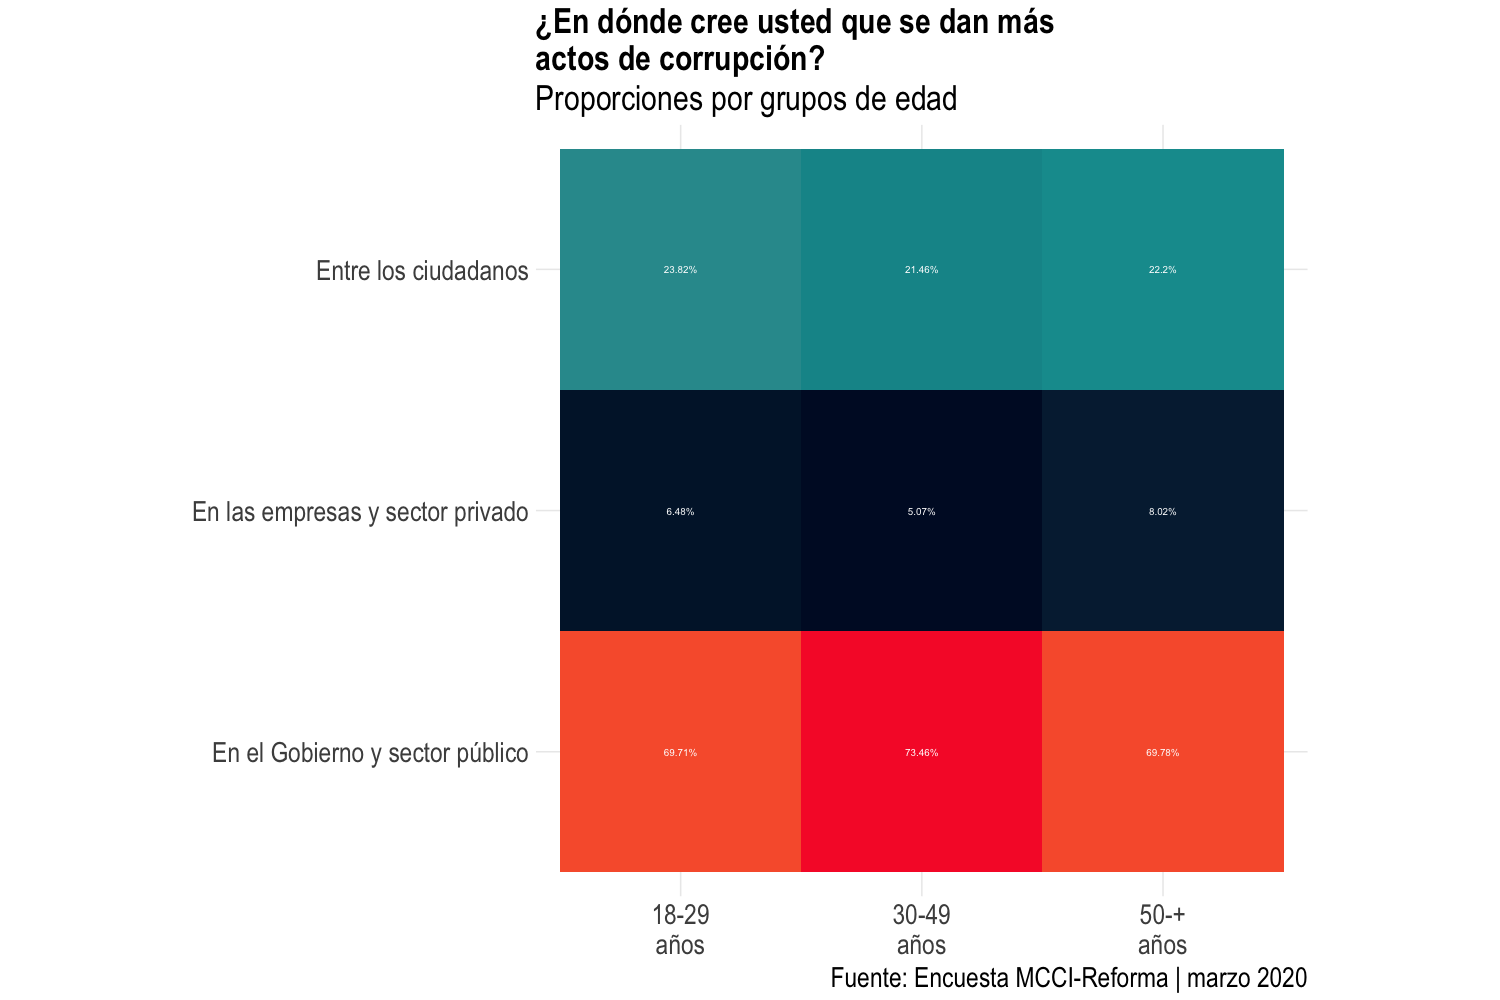 ¿En dónde cree usted que se dan más
actos de corrupción?
Proporciones por grupos de edad
Entre los ciudadanos
23.82%
21.46%
22.2%
En las empresas y sector privado
6.48%
5.07%
8.02%
En el Gobierno y sector público
69.71%
73.46%
69.78%
18-29
años
30-49
años
50-+
años
Fuente: Encuesta MCCI-Reforma | marzo 2020